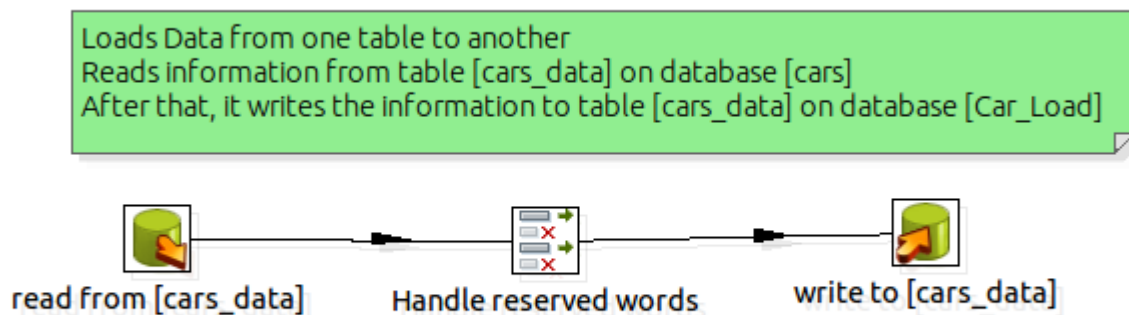 Loads Data from one table to another
Reads information from table [cars_data] on database [cars]
After that, it writes the information to table [cars_data] on database [Car_Load]
read from [cars_data]
Handle reserved words
write to [cars_data]